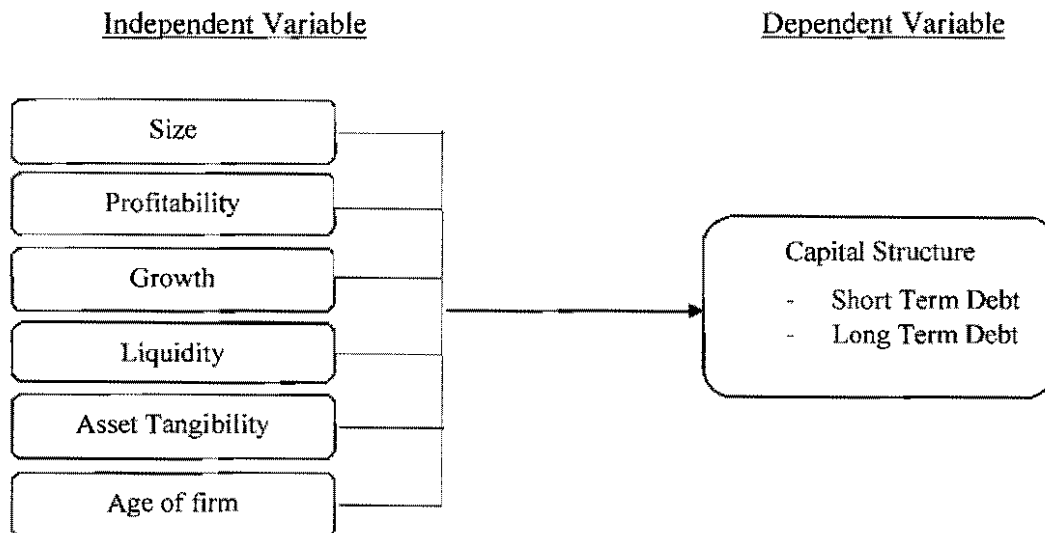 Independent Variable
Dependent Variable
Size
Profitability
Growth
Liquidity
Asset Tangibility
Age of firm
Capital Structure
- Short Term Debt
- Long Term Debt